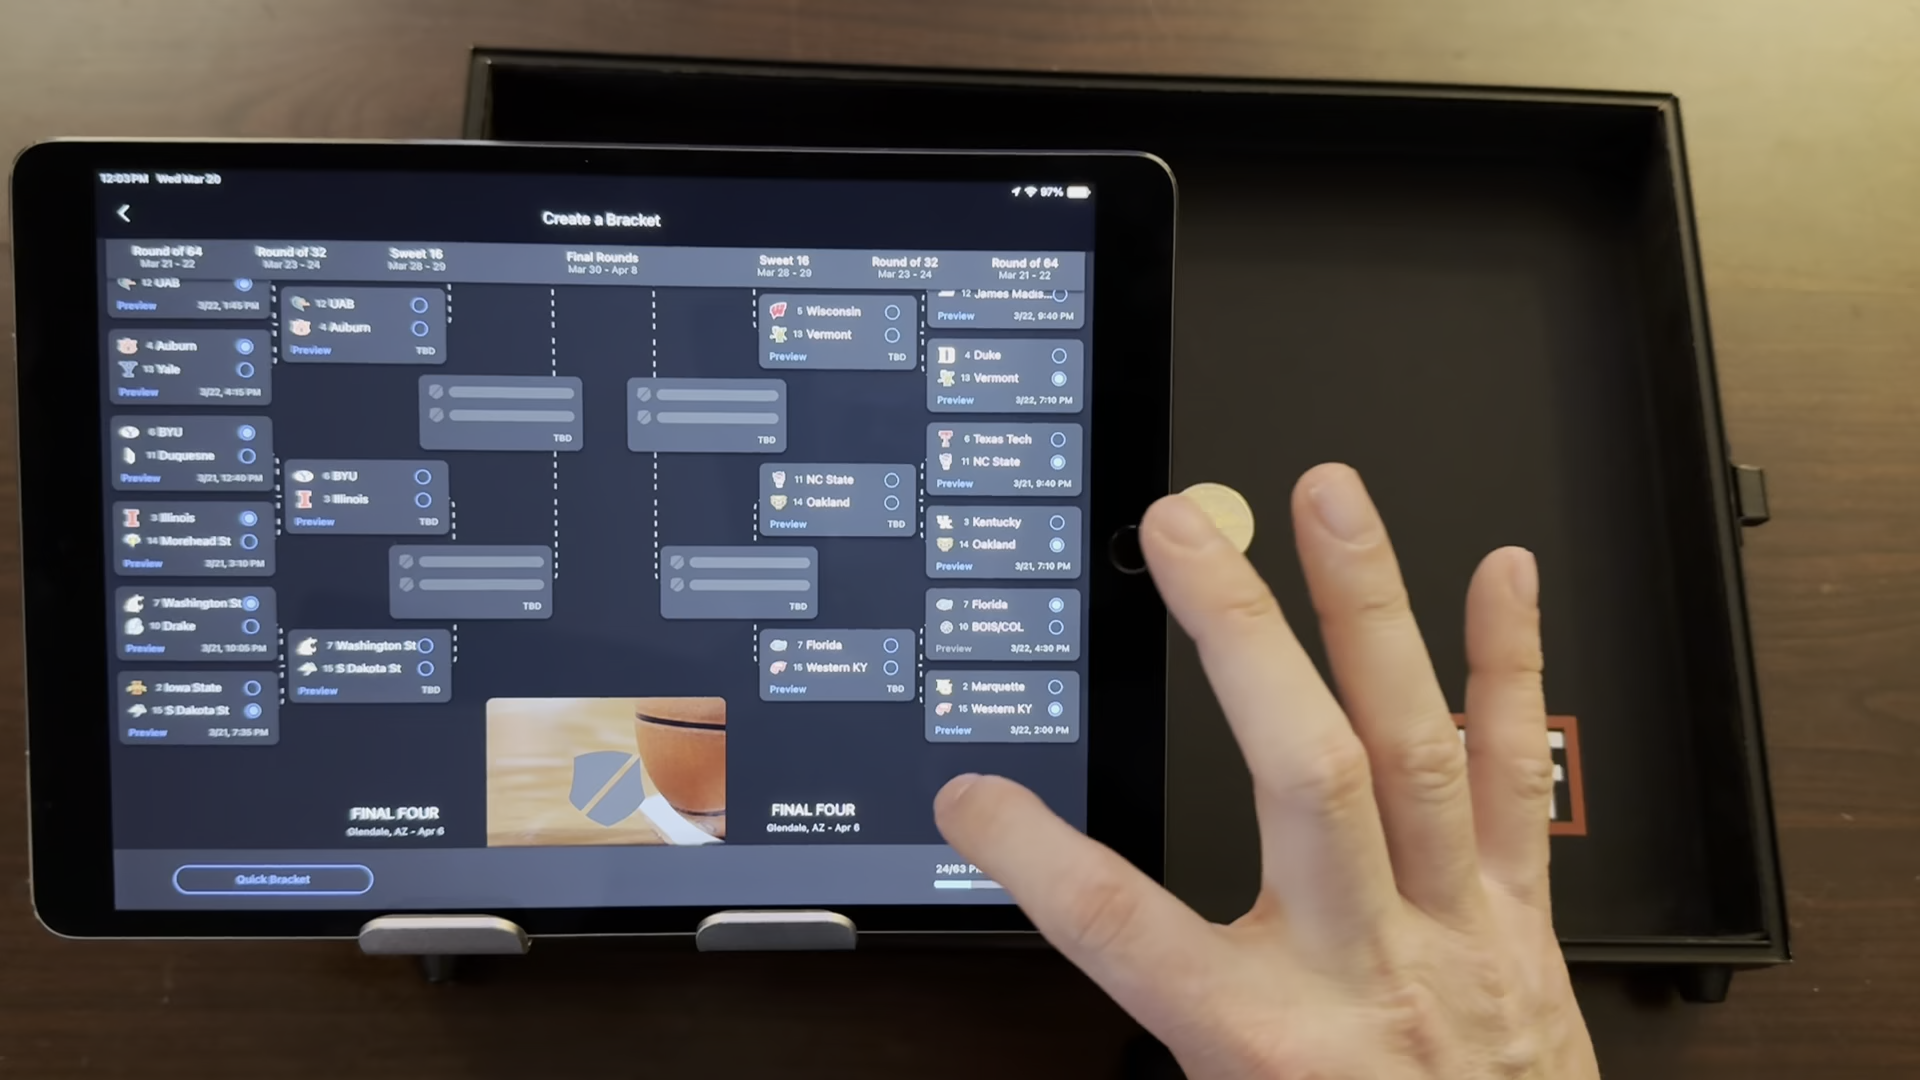 12:03 PM Wed Mar 20
97%
Create a Bracket
Round of 64
Mar 21 - 22
Round of 32
Mar 23 - 24
Sweet 16
Mar 28 - 29
Final Rounds
Mar 30 - Apr 8
Sweet 16
Mar 28 - 29
Round of 32
Mar 23 - 24
Round of 64
Mar 21 - 22
12 UAB
Preview 3/22, 1:45 PM
4 Auburn
13 Yale
Preview 3/22, 4:15 PM
6 BYU
11 Duquesne
Preview 3/21, 12:40 PM
3 Illinois
14 Morehead St
Preview 3/21, 3:10 PM
7 Washington St
10 Drake
Preview 3/21, 10:05 PM
2 Iowa State
15 S Dakota St
Preview 3/21, 7:35 PM
12 UAB
4 Auburn
Preview TBD
6 BYU
3 Illinois
Preview TBD
7 Washington St
15 S Dakota St
Preview TBD
TBD
TBD
TBD
TBD
5 Wisconsin
13 Vermont
Preview TBD
11 NC State
14 Oakland
Preview TBD
7 Florida
15 Western KY
Preview TBD
12 James Madis...
Preview 3/22, 9:40 PM
4 Duke
13 Vermont
Preview 3/22, 7:10 PM
6 Texas Tech
11 NC State
Preview 3/21, 9:40 PM
3 Kentucky
14 Oakland
Preview 3/21, 7:10 PM
7 Florida
10 BOIS/COL
Preview 3/22, 4:30 PM
2 Marquette
15 Western KY
Preview 3/22, 2:00 PM
FINAL FOUR
Glendale, AZ - Apr 6
FINAL FOUR
Glendale, AZ - Apr 6
Quick Bracket
24/63